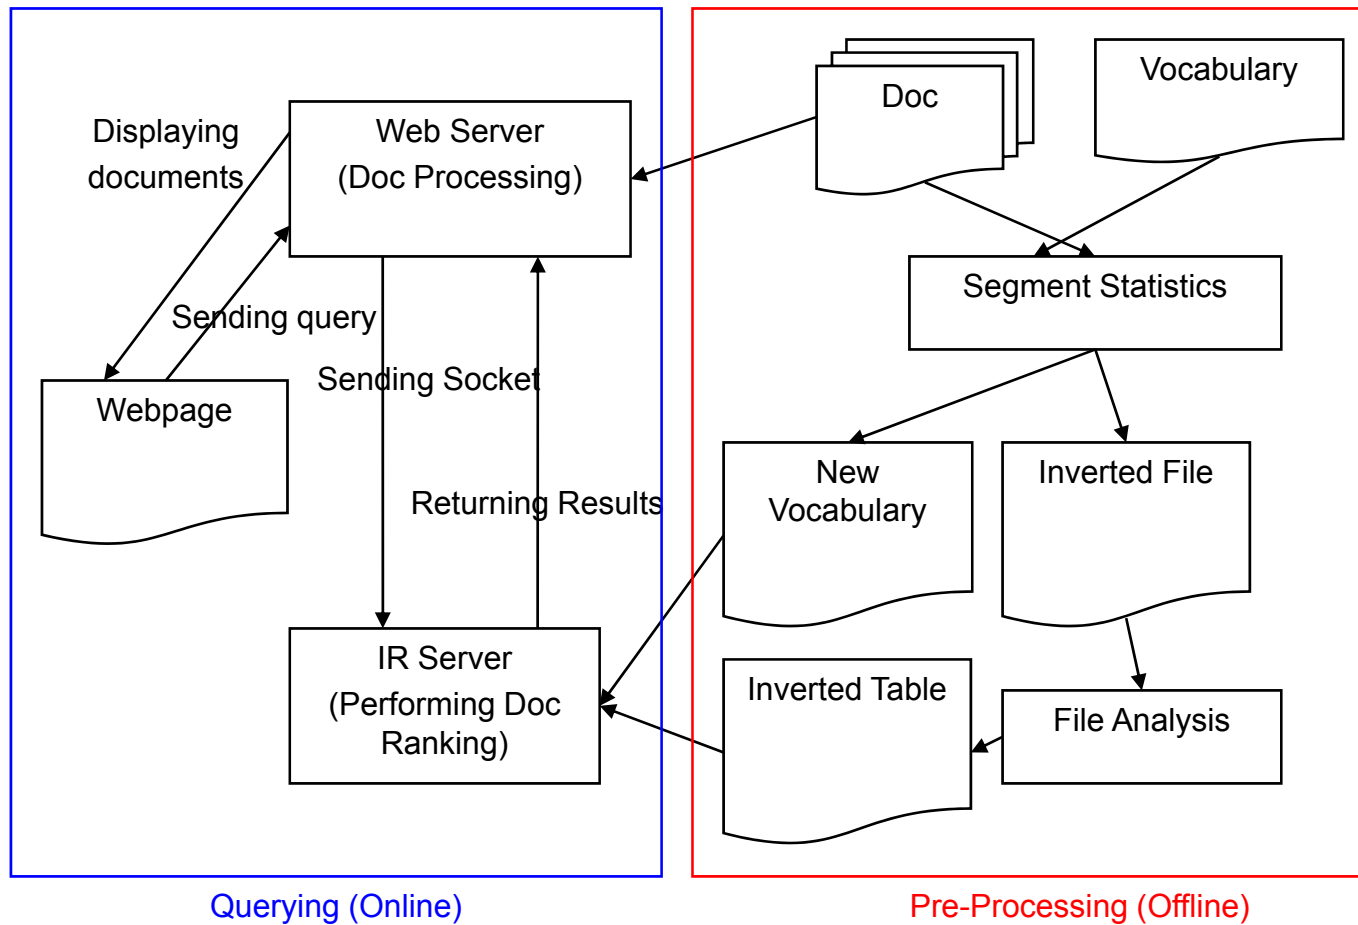 Displaying
documents
Web Server
(Doc Processing)
Sending query
Sending Socket
Webpage
Returning Results
IR Server
(Performing Doc
Ranking)
Querying (Online)
Doc
Vocabulary
Segment Statistics
New
Vocabulary
Inverted File
Inverted Table
File Analysis
Pre-Processing (Offline)